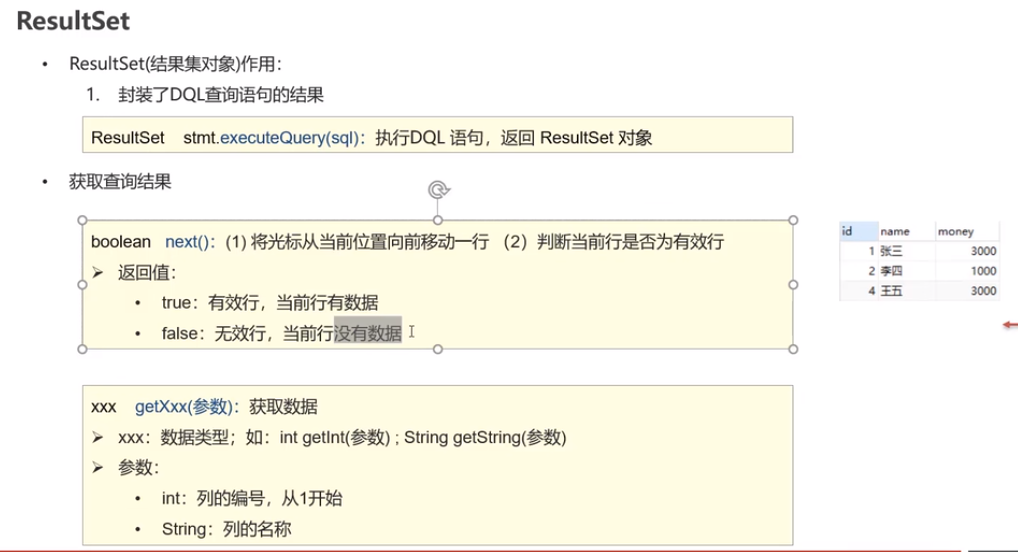 ResultSet
• ResultSet(结果集对象)作用：
1. 封装了DQL查询语句的结果
ResultSet stmt.executeQuery(sql)：执行DQL 语句，返回 ResultSet 对象
• 获取查询结果
boolean next()：(1) 将光标从当前位置向前移动一行 （2）判断当前行是否为有效行
➢ 返回值：
• true：有效行，当前行有数据
• false：无效行，当前行没有数据
id name money
1 张三 3000
2 李四 1000
4 王五 3000
xxx getXxx(参数)：获取数据
➢ xxx：数据类型；如：int getInt(参数) ; String getString(参数)
➢ 参数：
• int：列的编号，从1开始
• String：列的名称